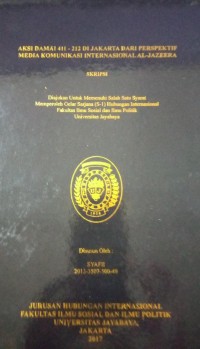 AKSI DAMAI 411 - 212 DI JAKARTA DARI PERSPEKTIF
MEDIA KOMUNIKASI INTERNASIONAL AL-JAZEERA
SKRIPSI
Diajukan Untuk Memenuhi Salah Satu Syarat
Memperoleh Gelar Sarjana (S-1) Hubungan Internasional
Fakultas Ilmu Sosial dan Ilmu Politik
Universitas Jayabaya
Disusun Oleh :
JURUSAN HUBUNGAN INTERNASIONAL
FAKULTAS ILMU SOSIAL DAN ILMU POLITIK
UNIVERSITAS JAYABAYA
JAKARTA
2017